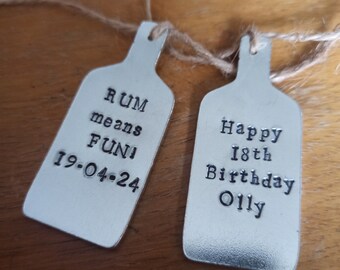 RUM
means
FUN!
19-04-24
Happy
18th
Birthday
Olly